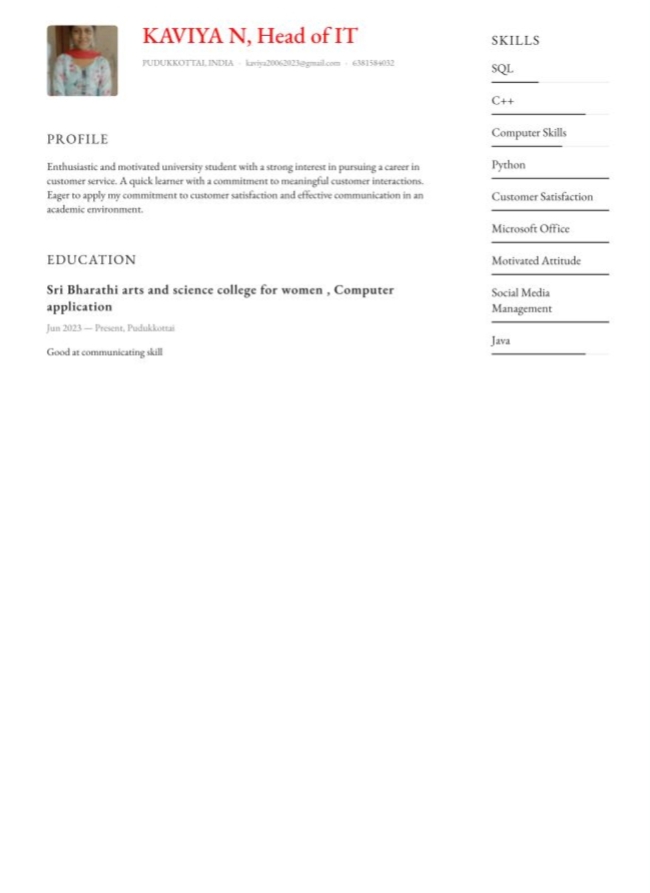 KAVIYA N, Head of IT
PUDUKKOTTAI, INDIA · kaviya20062023@gmail.com · 6381584032
PROFILE
Enthusiastic and motivated university student with a strong interest in pursuing a career in
customer service. A quick learner with a commitment to meaningful customer interactions.
Eager to apply my commitment to customer satisfaction and effective communication in an
academic environment.
EDUCATION
Sri Bharathi arts and science college for women , Computer
application
Jun 2023 — Present, Pudukkottai
Good at communicating skill
SKILLS
SQL
C++
Computer Skills
Python
Customer Satisfaction
Microsoft Office
Motivated Attitude
Social Media
Management
Java